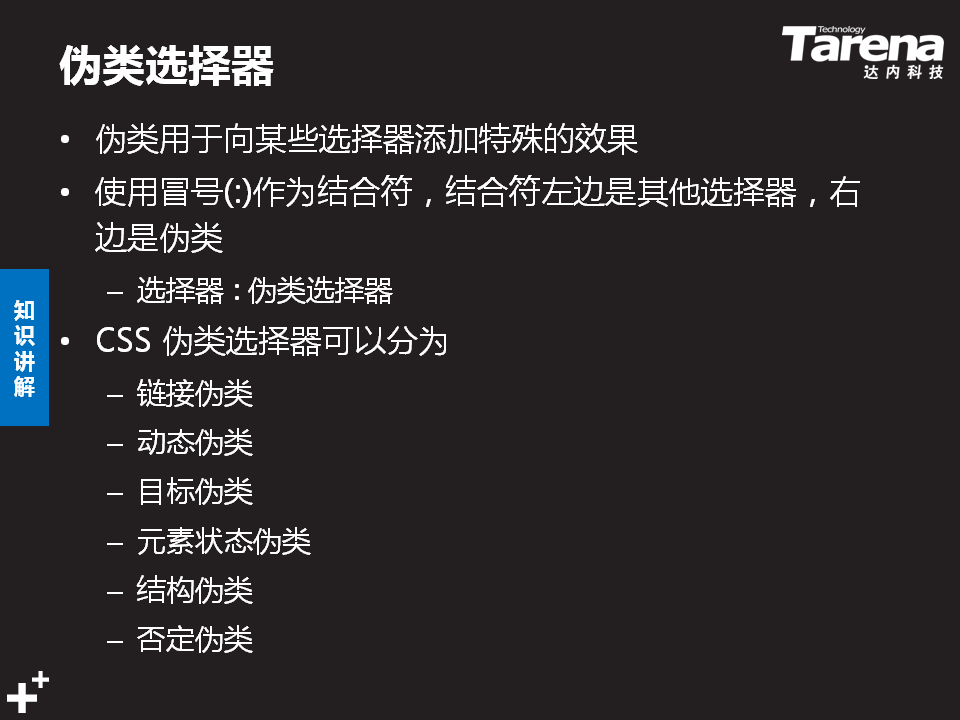 伪类选择器
Technology
Tarena
达内科技
• 伪类用于向某些选择器添加特殊的效果
• 使用冒号(:)作为结合符，结合符左边是其他选择器，右
边是伪类
– 选择器 : 伪类选择器
• CSS 伪类选择器可以分为
– 链接伪类
– 动态伪类
– 目标伪类
– 元素状态伪类
– 结构伪类
– 否定伪类
知
识
讲
解